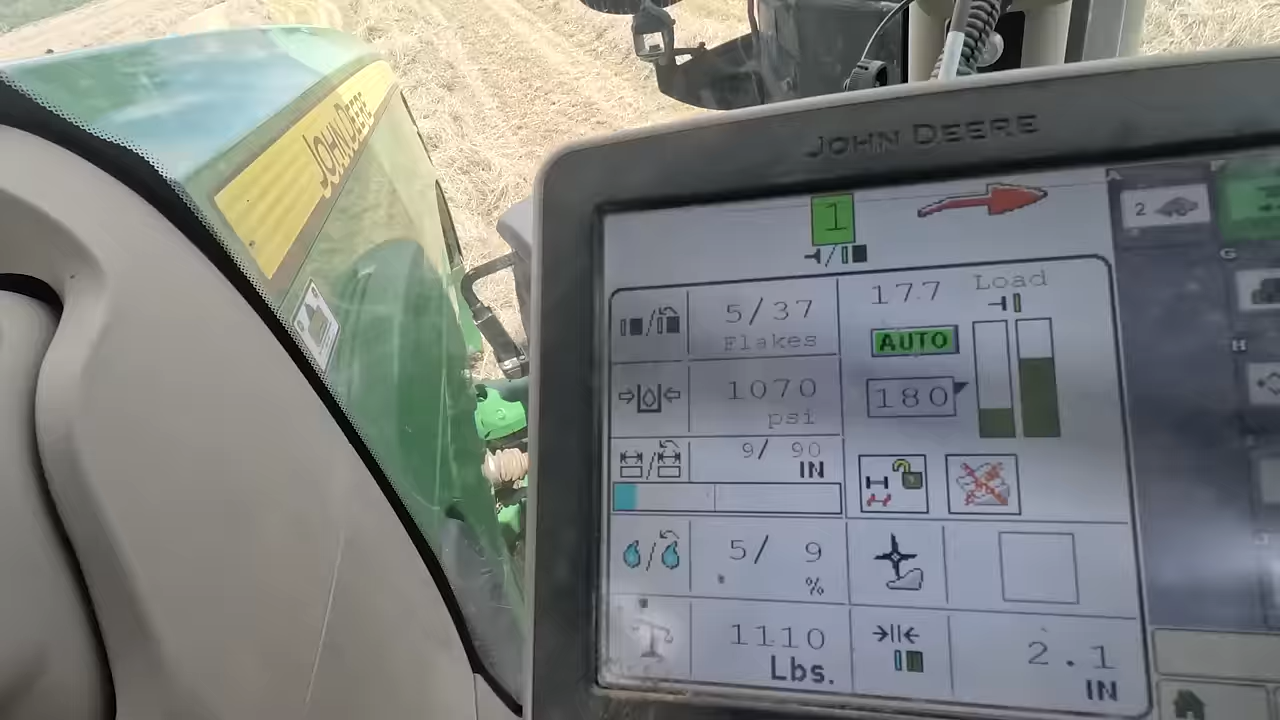 JOHN DEERE
JOHN DEERE
1
2
5/37
Flakes
177
Load
AUTO
1070
psi
180
9/ 90
IN
5/ 9
%
1110
Lbs.
2.1
IN
A
G
H